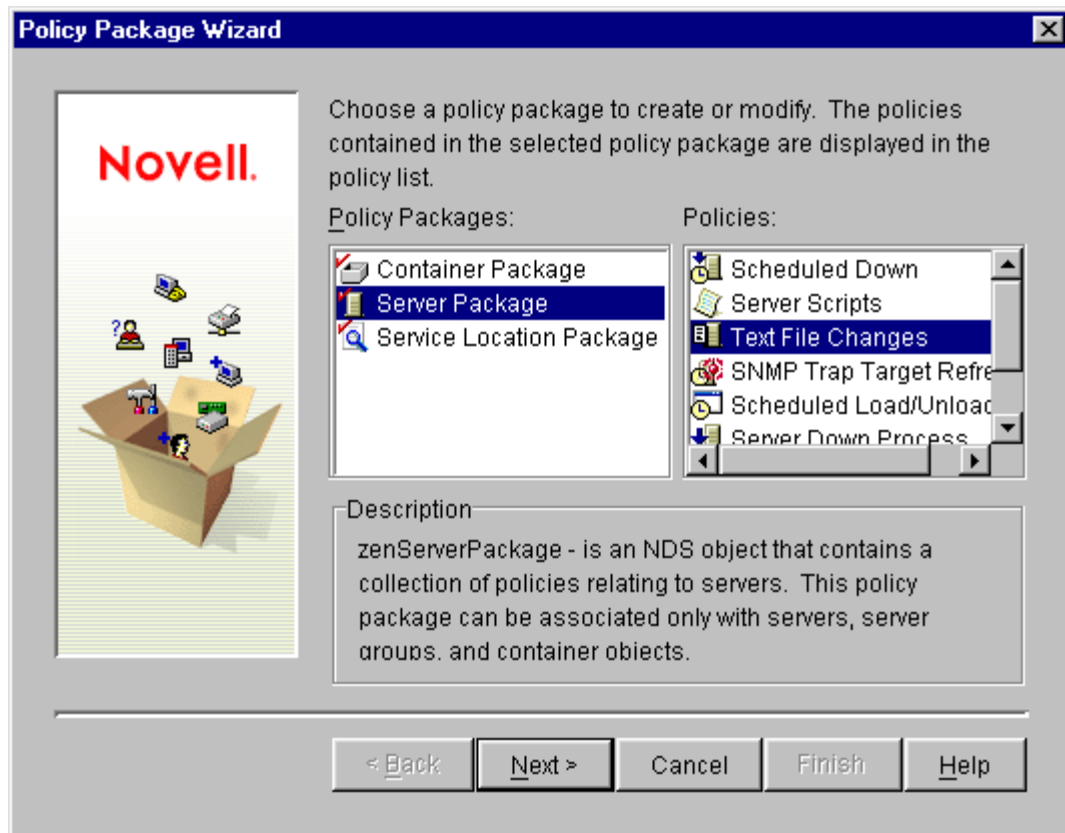 Policy Package Wizard
Novell.
Choose a policy package to create or modify. The policies
contained in the selected policy package are displayed in the
policy list.
Policy Packages:
Container Package
Server Package
Service Location Package
Policies:
Scheduled Down
Server Scripts
Text File Changes
SNMP Trap Target Refre
Scheduled Load/Unload
Server Down Process
Description
zenServerPackage - is an NDS object that contains a
collection of policies relating to servers. This policy
package can be associated only with servers, server
groups, and container objects.
< Back
Next >
Cancel
Finish
Help